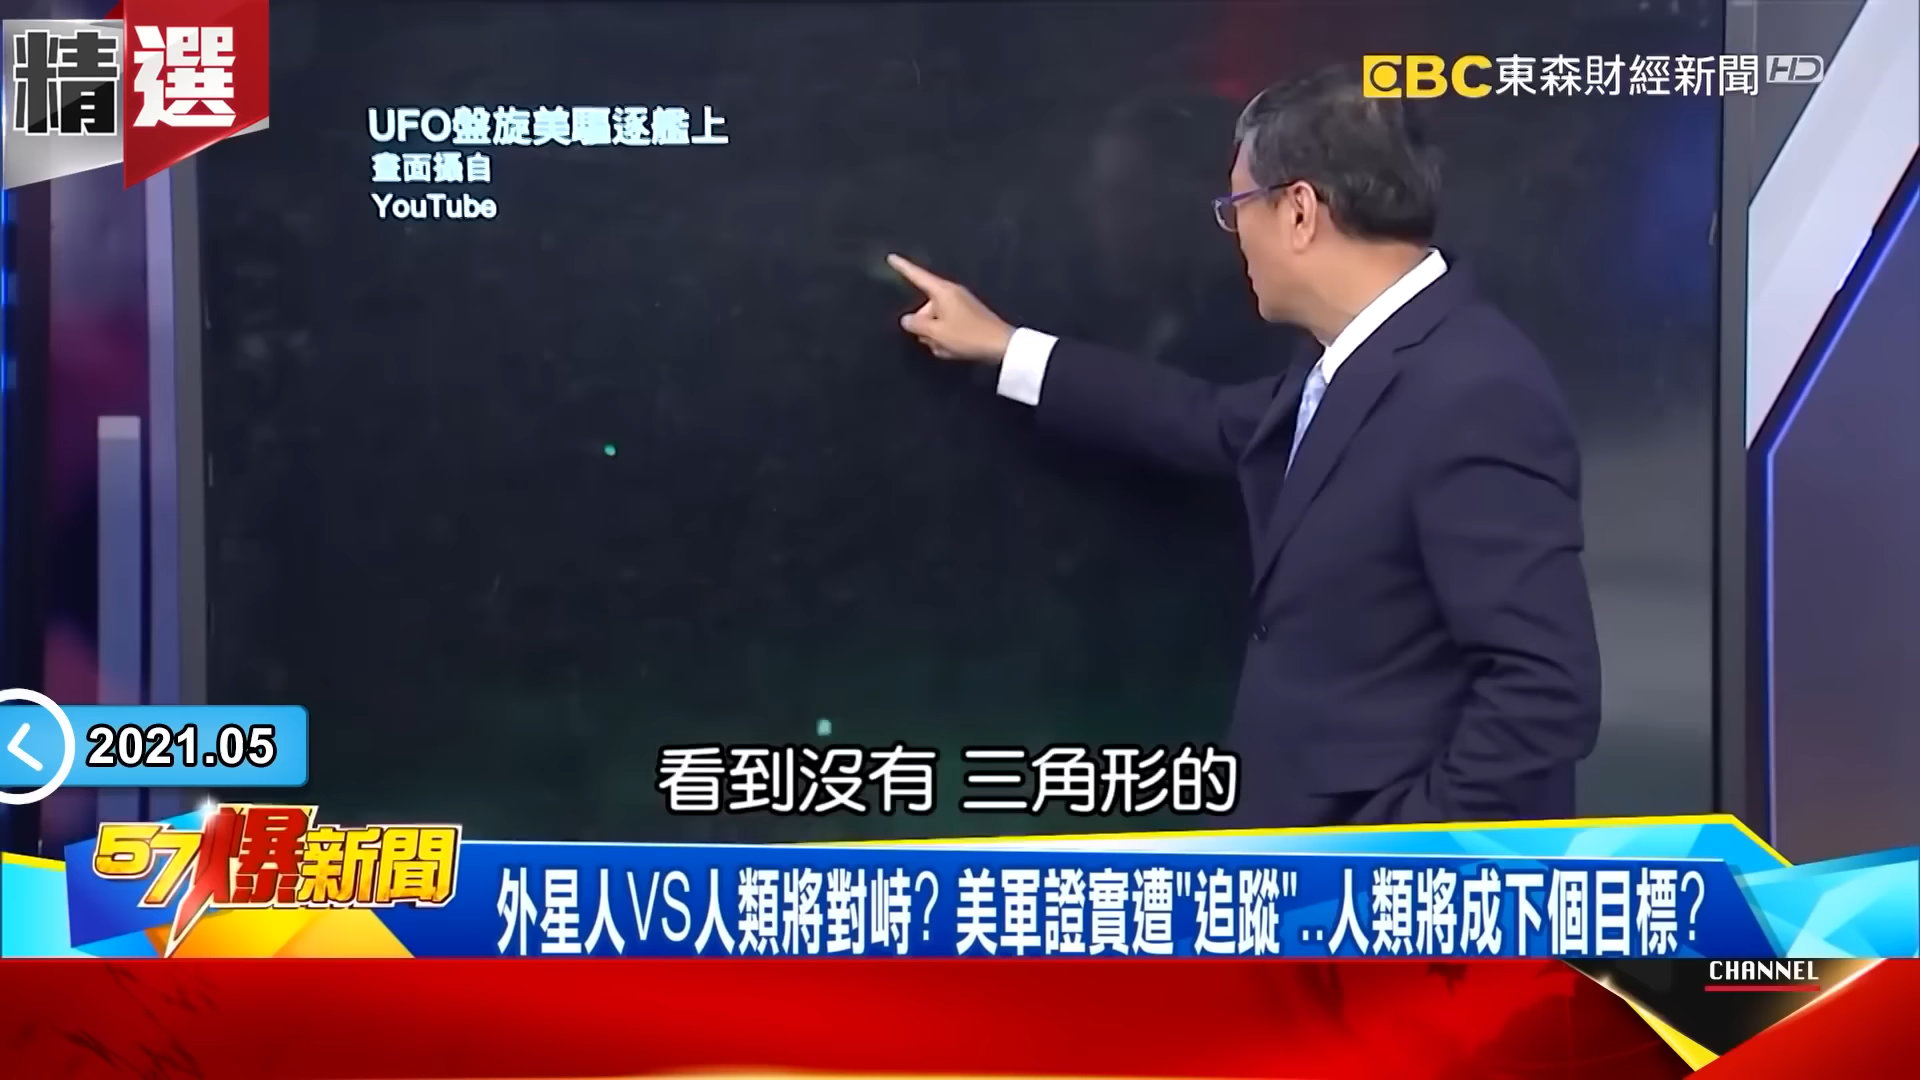 精選
EBC東森財經新聞HD
UFO盤旋美驅逐艦上
畫面攝自
YouTube
2021.05
看到沒有 三角形的
57爆新聞
外星人VS人類將對峙? 美軍證實遭"追蹤"..人類將成下個目標?
CHANNEL